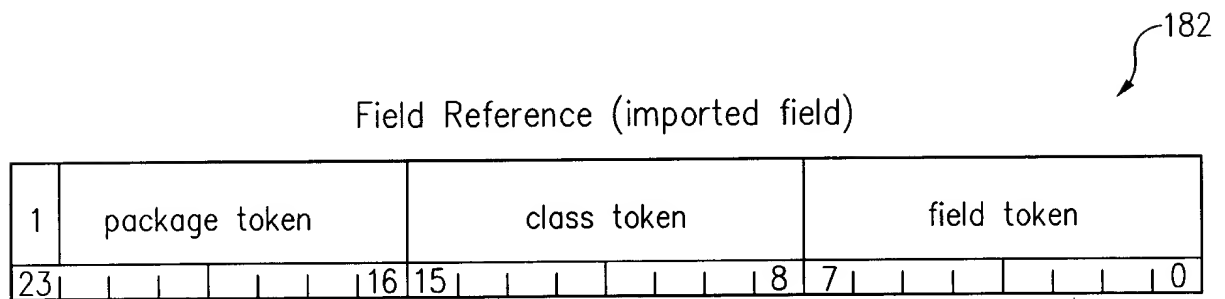 182
Field Reference (imported field)
1 package token class token field token
23 16 15 8 7 0